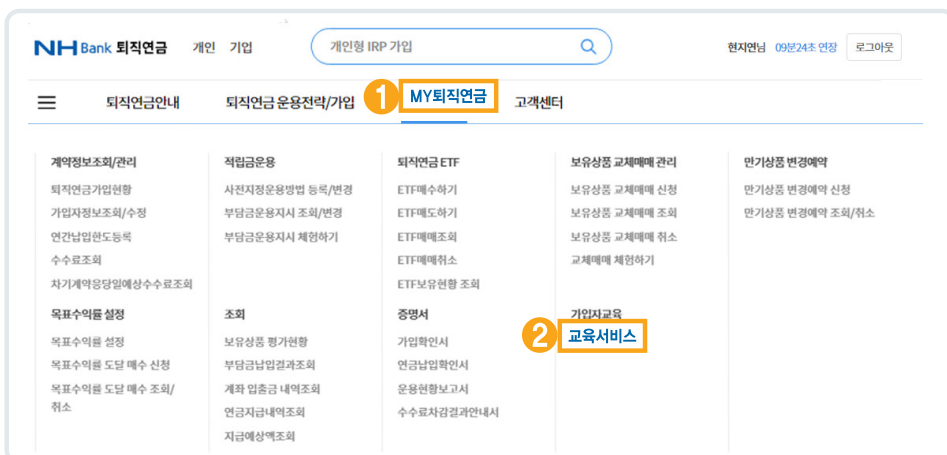 NH Bank 퇴직연금 개인 기업 개인형 IRP 가입 현지연님 09분24초 연장 로그아웃
퇴직연금안내 퇴직연금 운용전략/가입 1 MY퇴직연금 고객센터
계약정보조회/관리 적립금운용 퇴직연금 ETF 보유상품 교체매매 관리 만기상품 변경예약
퇴직연금가입현황 사전지정운용방법 등록/변경 ETF매수하기 보유상품 교체매매 신청 만기상품 변경예약 신청
가입자정보조회/수정 부담금운용지시 조회/변경 ETF매도하기 보유상품 교체매매 조회 만기상품 변경예약 조회/취소
연간납입한도등록 부담금운용지시 체험하기 ETF매매조회 보유상품 교체매매 취소
수수료조회 ETF매매취소 교체매매 체험하기
차기계약응당일예상수수료조회 ETF보유현황 조회
목표수익률 설정 조회 증명서 가입자교육
목표수익률 설정 보유상품 평가현황 가입확인서 2 교육서비스
목표수익률 도달 매수 신청 부담금납입결과조회 연금납입확인서
목표수익률 도달 매수 조회/ 계좌 입출금 내역조회 운용현황보고서
취소 연금지급내역조회 수수료차감결과안내서
지급예상액조회